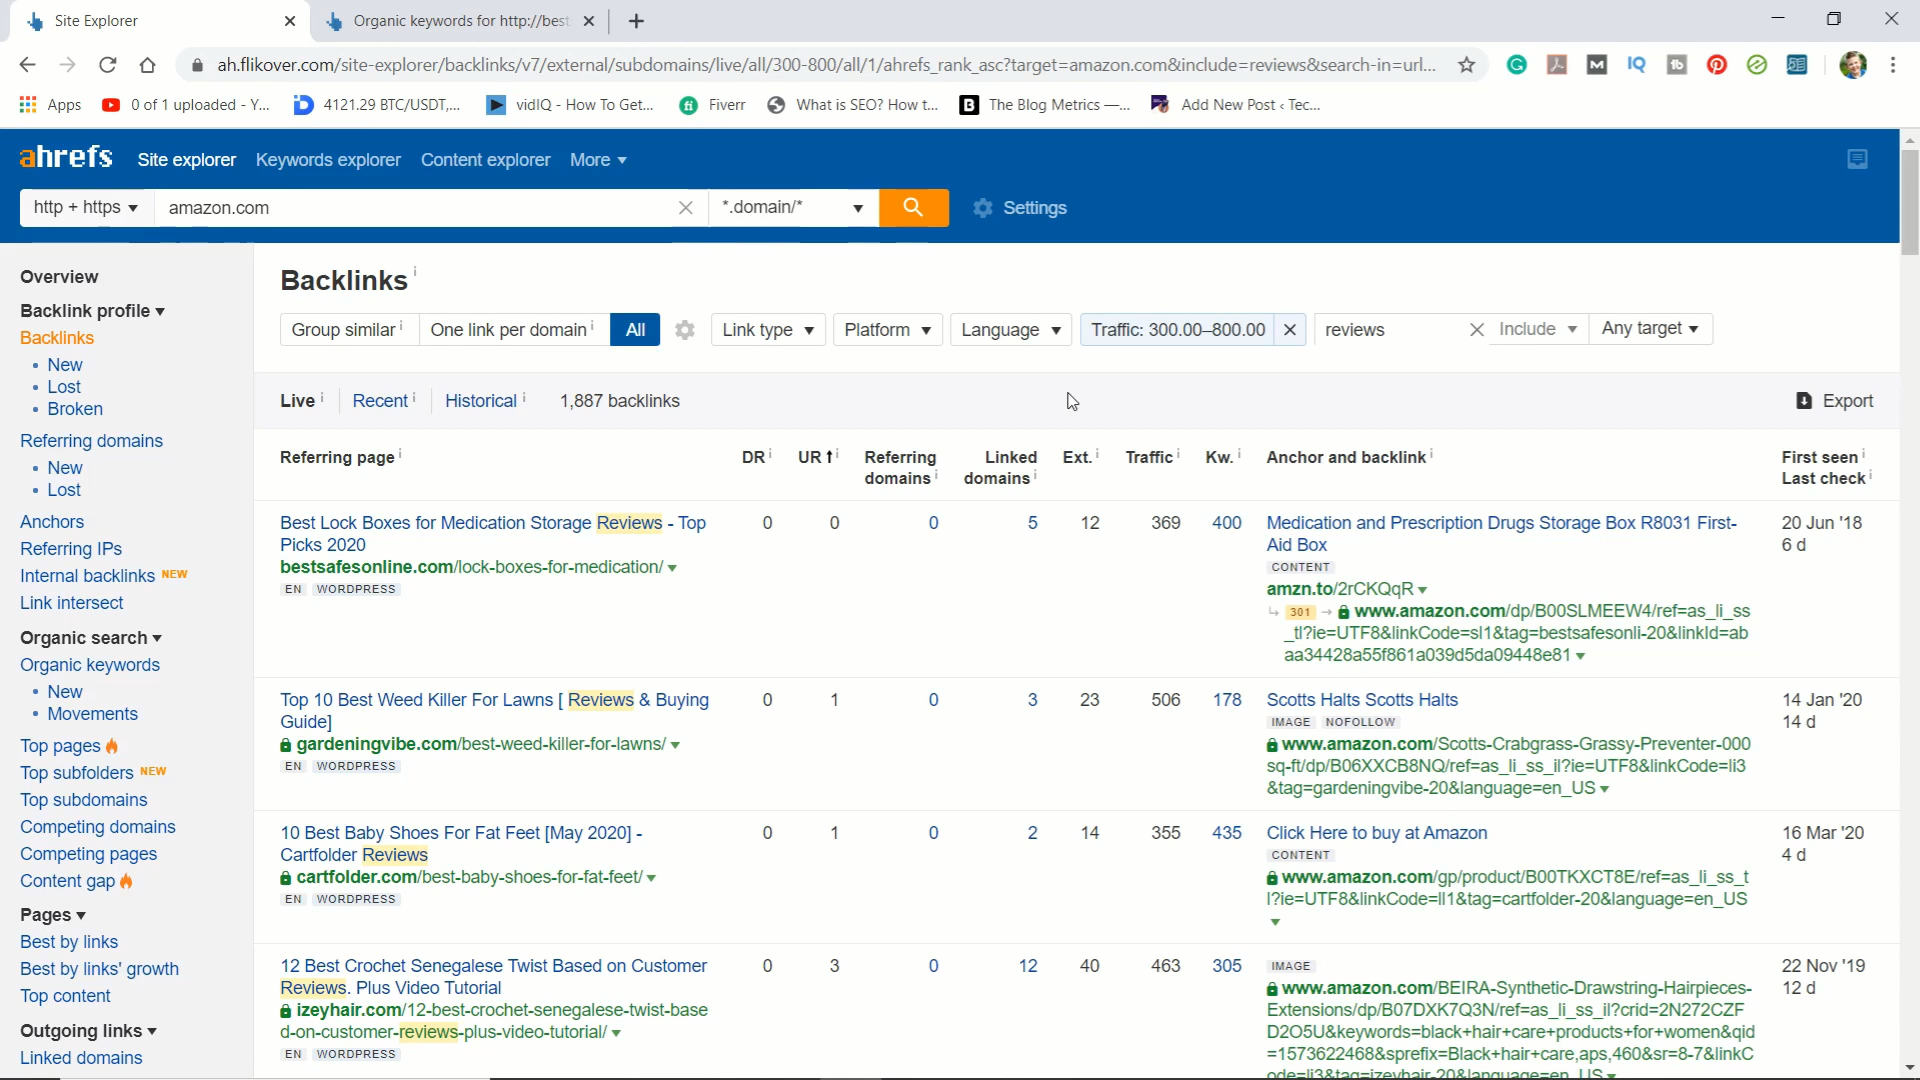 Site Explorer
Organic keywords for http://best
ah.flikover.com/site-explorer/backlinks/v7/external/subdomains/live/all/300-800/all/1/ahrefs_rank_asc?target=amazon.com&include=reviews&search-in=url...
Apps
0 of 1 uploaded - Y...
4121.29 BTC/USDT,...
vidIQ - How To Get...
Fiverr
What is SEO? How t...
The Blog Metrics —...
Add New Post ‹ Tec...
ahrefs
Site explorer
Keywords explorer
Content explorer
More
http + https
amazon.com
*.domain/*
Settings
Overview
Backlink profile
Backlinks
New
Lost
Broken
Referring domains
New
Lost
Anchors
Referring IPs
Internal backlinks NEW
Link intersect
Organic search
Organic keywords
New
Movements
Top pages
Top subfolders NEW
Top subdomains
Competing domains
Competing pages
Content gap
Pages
Best by links
Best by links' growth
Top content
Outgoing links
Linked domains
Backlinks
Group similar
One link per domain
All
Link type
Platform
Language
Traffic: 300.00–800.00
reviews
Include
Any target
Live
Recent
Historical
1,887 backlinks
Export
Referring page
DR
UR
Referring domains
Linked domains
Ext.
Traffic
Kw.
Anchor and backlink
First seen
Last check
Best Lock Boxes for Medication Storage Reviews - Top
Picks 2020
bestsafesonline.com/lock-boxes-for-medication/
EN WORDPRESS
0 0 0 5 12 369 400
Medication and Prescription Drugs Storage Box R8031 First-
Aid Box
CONTENT
amzn.to/2rCKQqR
301 → www.amazon.com/dp/B00SLMEEW4/ref=as_li_ss
_tl?ie=UTF8&linkCode=sl1&tag=bestsafesonli-20&linkId=ab
aa34428a55f861a039d5da09448e81
20 Jun '18
6 d
Top 10 Best Weed Killer For Lawns [ Reviews & Buying
Guide]
gardeningvibe.com/best-weed-killer-for-lawns/
EN WORDPRESS
0 1 0 3 23 506 178
Scotts Halts Scotts Halts
IMAGE NOFOLLOW
www.amazon.com/Scotts-Crabgrass-Grassy-Preventer-000
sq-ft/dp/B06XXCB8NQ/ref=as_li_ss_il?ie=UTF8&linkCode=li3
&tag=gardeningvibe-20&language=en_US
14 Jan '20
14 d
10 Best Baby Shoes For Fat Feet [May 2020] -
Cartfolder Reviews
cartfolder.com/best-baby-shoes-for-fat-feet/
EN WORDPRESS
0 1 0 2 14 355 435
Click Here to buy at Amazon
CONTENT
www.amazon.com/gp/product/B00TKXCT8E/ref=as_li_ss_t
l?ie=UTF8&linkCode=ll1&tag=cartfolder-20&language=en_US
16 Mar '20
4 d
12 Best Crochet Senegalese Twist Based on Customer
Reviews. Plus Video Tutorial
izeyhair.com/12-best-crochet-senegalese-twist-base
d-on-customer-reviews-plus-video-tutorial/
EN WORDPRESS
0 3 0 12 40 463 305
IMAGE
www.amazon.com/BEIRA-Synthetic-Drawstring-Hairpieces-
Extensions/dp/B07DXK7Q3N/ref=as_li_ss_il?crid=2N272CZF
D2O5U&keywords=black+hair+care+products+for+women&qid
=1573622468&sprefix=Black+hair+care,aps,460&sr=8-7&linkC
ode=li3&tag=izeyhair-20&language=en_US
22 Nov '19
12 d